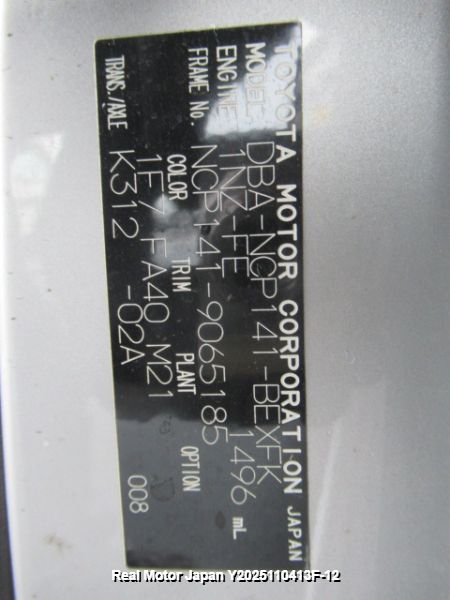 TOYOTA MOTOR CORPORATION JAPAN
MODEL DBA-NCP141-BEXFK
ENGINE 1NZ-FE 1496 mL
FRAME No. NCP141-9065185
COLOR TRIM PLANT OPTION
1F7 FA40 M21
TRANS./AXLE K312 -02A
008
Real Motor Japan Y2025110413F-12